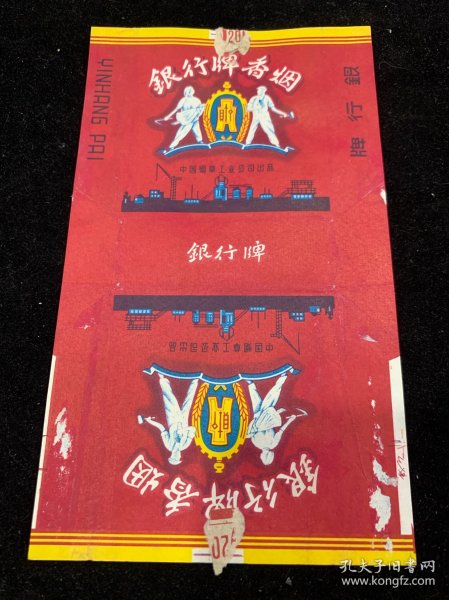 銀行牌香烟
YINHANG PAI
銀行牌
中国烟草工业公司出品
銀行牌
中国烟草工业公司出品
銀行牌香烟
孔夫子旧书网
www.kongfz.com